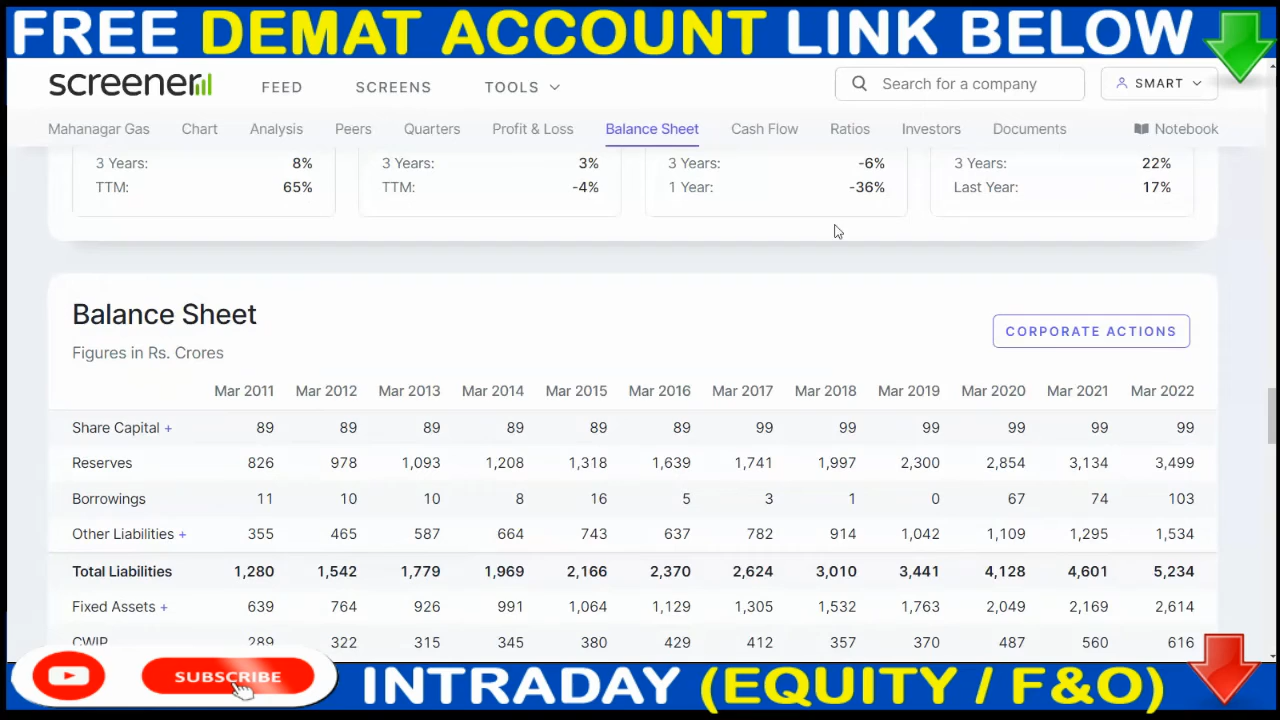 FREE DEMAT ACCOUNT LINK BELOW
screener FEED SCREENS TOOLS Search for a company SMART
Mahanagar Gas Chart Analysis Peers Quarters Profit & Loss Balance Sheet Cash Flow Ratios Investors Documents Notebook
3 Years: 8% 3 Years: 3% 3 Years: -6% 3 Years: 22%
TTM: 65% TTM: -4% 1 Year: -36% Last Year: 17%
Balance Sheet
CORPORATE ACTIONS
Figures in Rs. Crores
Mar 2011 Mar 2012 Mar 2013 Mar 2014 Mar 2015 Mar 2016 Mar 2017 Mar 2018 Mar 2019 Mar 2020 Mar 2021 Mar 2022
Share Capital + 89 89 89 89 89 89 99 99 99 99 99 99
Reserves 826 978 1,093 1,208 1,318 1,639 1,741 1,997 2,300 2,854 3,134 3,499
Borrowings 11 10 10 8 16 5 3 1 0 67 74 103
Other Liabilities + 355 465 587 664 743 637 782 914 1,042 1,109 1,295 1,534
Total Liabilities 1,280 1,542 1,779 1,969 2,166 2,370 2,624 3,010 3,441 4,128 4,601 5,234
Fixed Assets + 639 764 926 991 1,064 1,129 1,305 1,532 1,763 2,049 2,169 2,614
CWIP 289 322 315 345 380 429 412 357 370 487 560 616
SUBSCRIBE
INTRADAY (EQUITY / F&O)